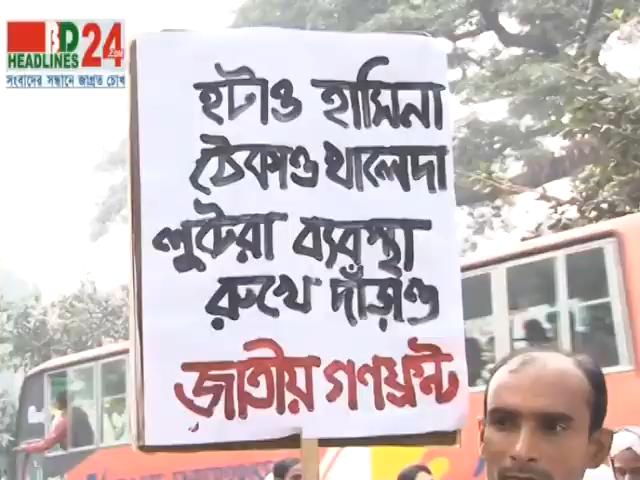 BD
24
.COM
HEADLINES
সংবাদের সন্ধানে জাগ্রত চোখ
হটাও হাসিনা
ঠেকাও খালেদা
লুটেরা ব্যবস্থা
রুখে দাঁড়াও
জাতীয় গণফ্রন্ট